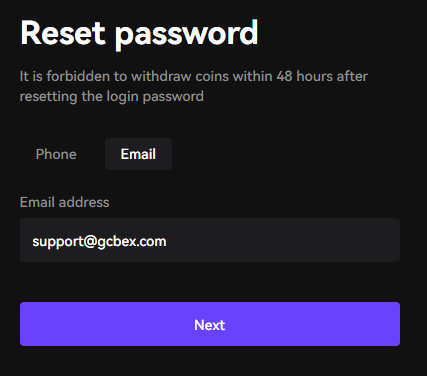 Reset password
It is forbidden to withdraw coins within 48 hours after
resetting the login password
Phone
Email
Email address
support@gcbex.com
Next